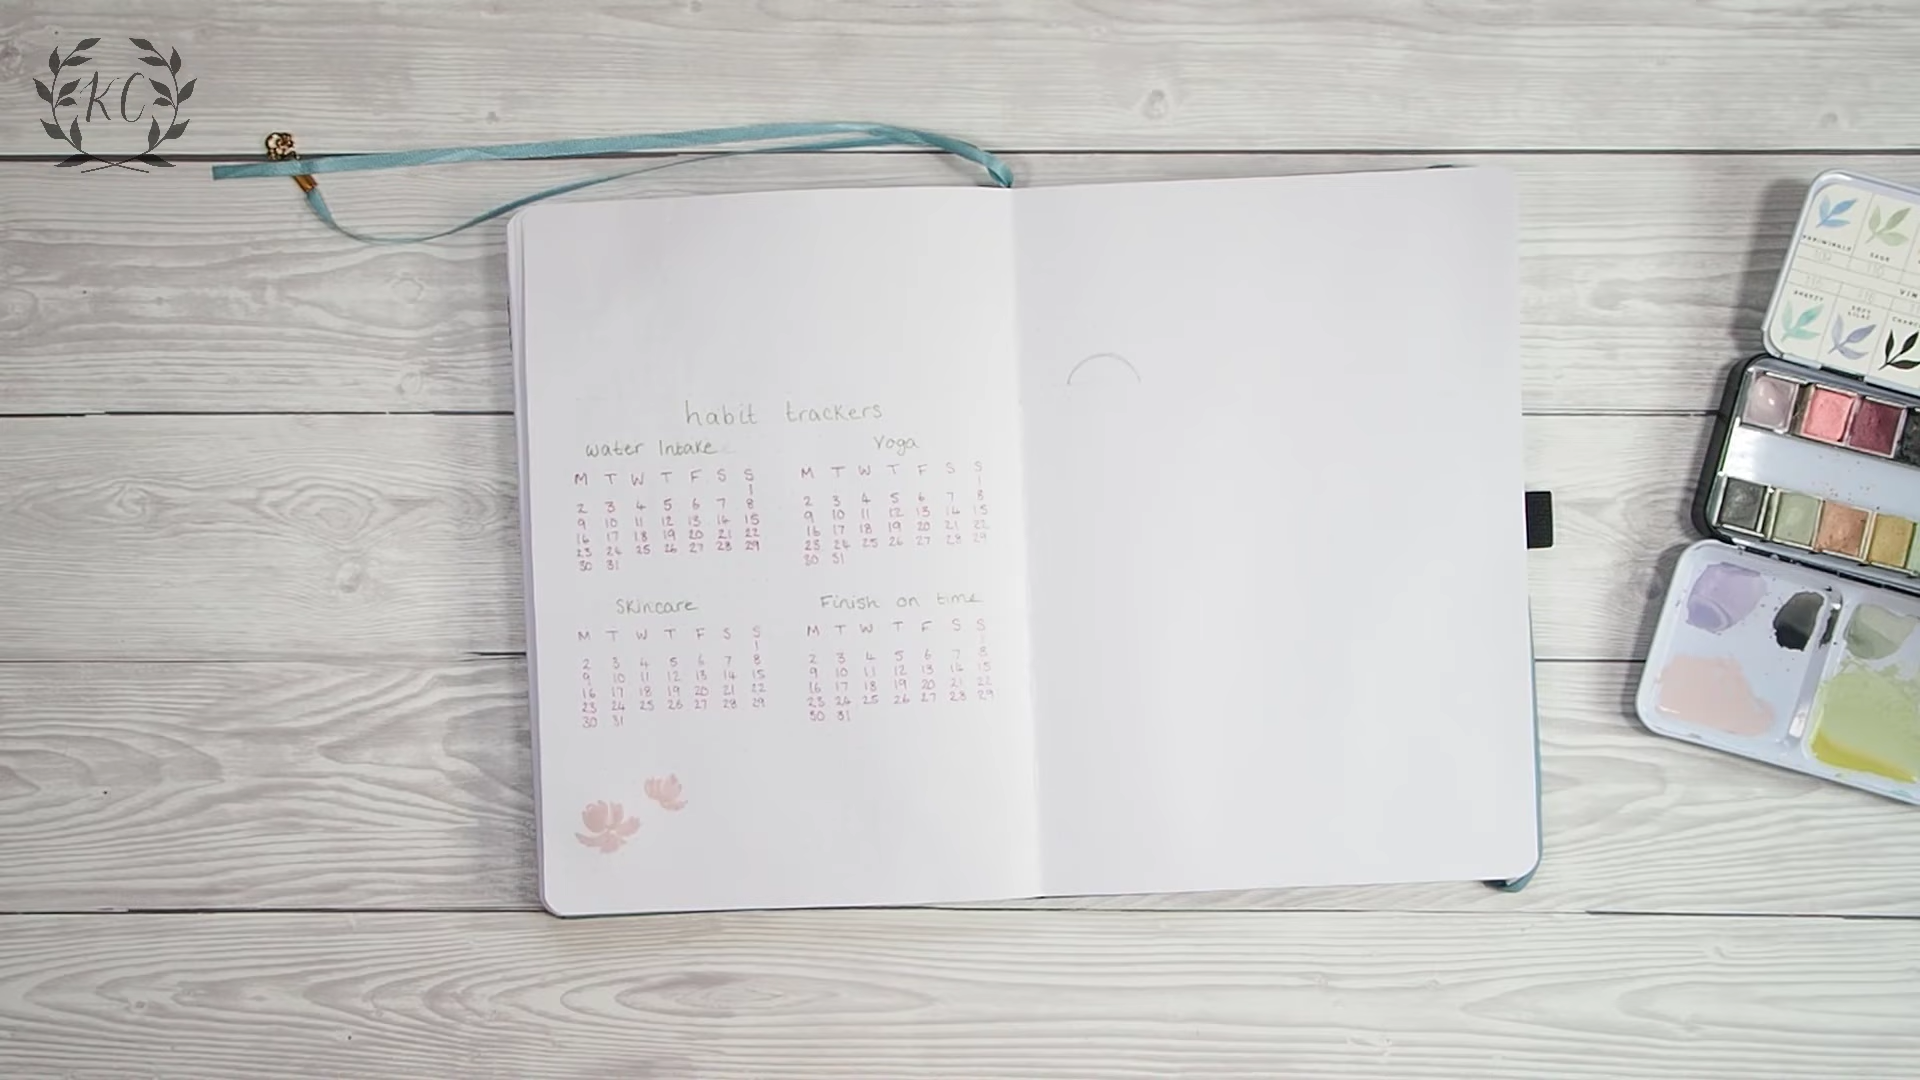 KC
habit trackers
Water Intake
M T W T F S S
1
2 3 4 5 6 7 8
9 10 11 12 13 14 15
16 17 18 19 20 21 22
23 24 25 26 27 28 29
30 31
Yoga
M T W T F S S
1
2 3 4 5 6 7 8
9 10 11 12 13 14 15
16 17 18 19 20 21 22
23 24 25 26 27 28 29
30 31
Skincare
M T W T F S S
1
2 3 4 5 6 7 8
9 10 11 12 13 14 15
16 17 18 19 20 21 22
23 24 25 26 27 28 29
30 31
Finish on time
M T W T F S S
1
2 3 4 5 6 7 8
9 10 11 12 13 14 15
16 17 18 19 20 21 22
23 24 25 26 27 28 29
30 31
PERIWINKLE
SAGE
SOFT
LILAC